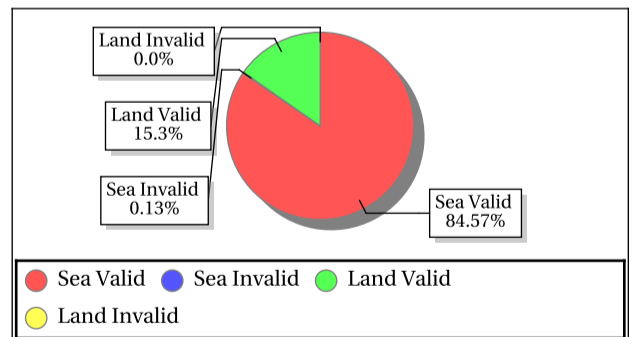 Land Invalid
0.0%
Land Valid
15.3%
Sea Invalid
0.13%
Sea Valid
84.57%
Sea Valid Sea Invalid Land Valid
Land Invalid